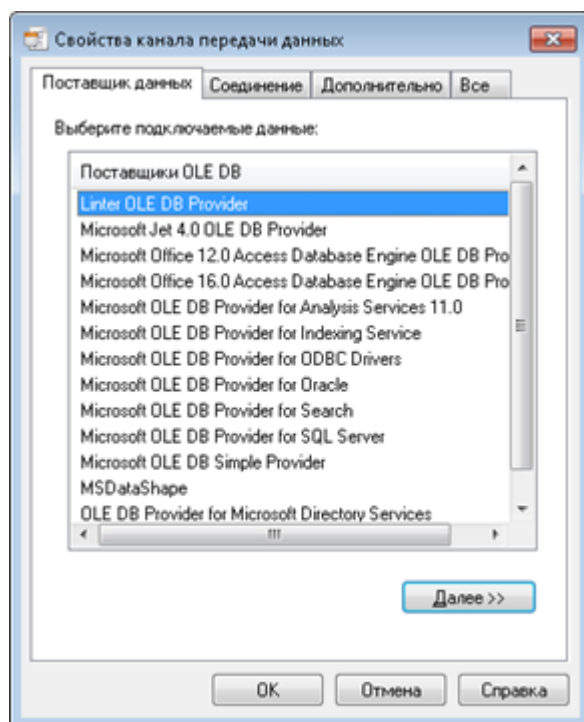 Свойства канала передачи данных
Поставщик данных Соединение Дополнительно Все
Выберите подключаемые данные:
Поставщики OLE DB
Linter OLE DB Provider
Microsoft Jet 4.0 OLE DB Provider
Microsoft Office 12.0 Access Database Engine OLE DB Pro
Microsoft Office 16.0 Access Database Engine OLE DB Pro
Microsoft OLE DB Provider for Analysis Services 11.0
Microsoft OLE DB Provider for Indexing Service
Microsoft OLE DB Provider for ODBC Drivers
Microsoft OLE DB Provider for Oracle
Microsoft OLE DB Provider for Search
Microsoft OLE DB Provider for SQL Server
Microsoft OLE DB Simple Provider
MSDataShape
OLE DB Provider for Microsoft Directory Services
Далее >>
OK Отмена Справка